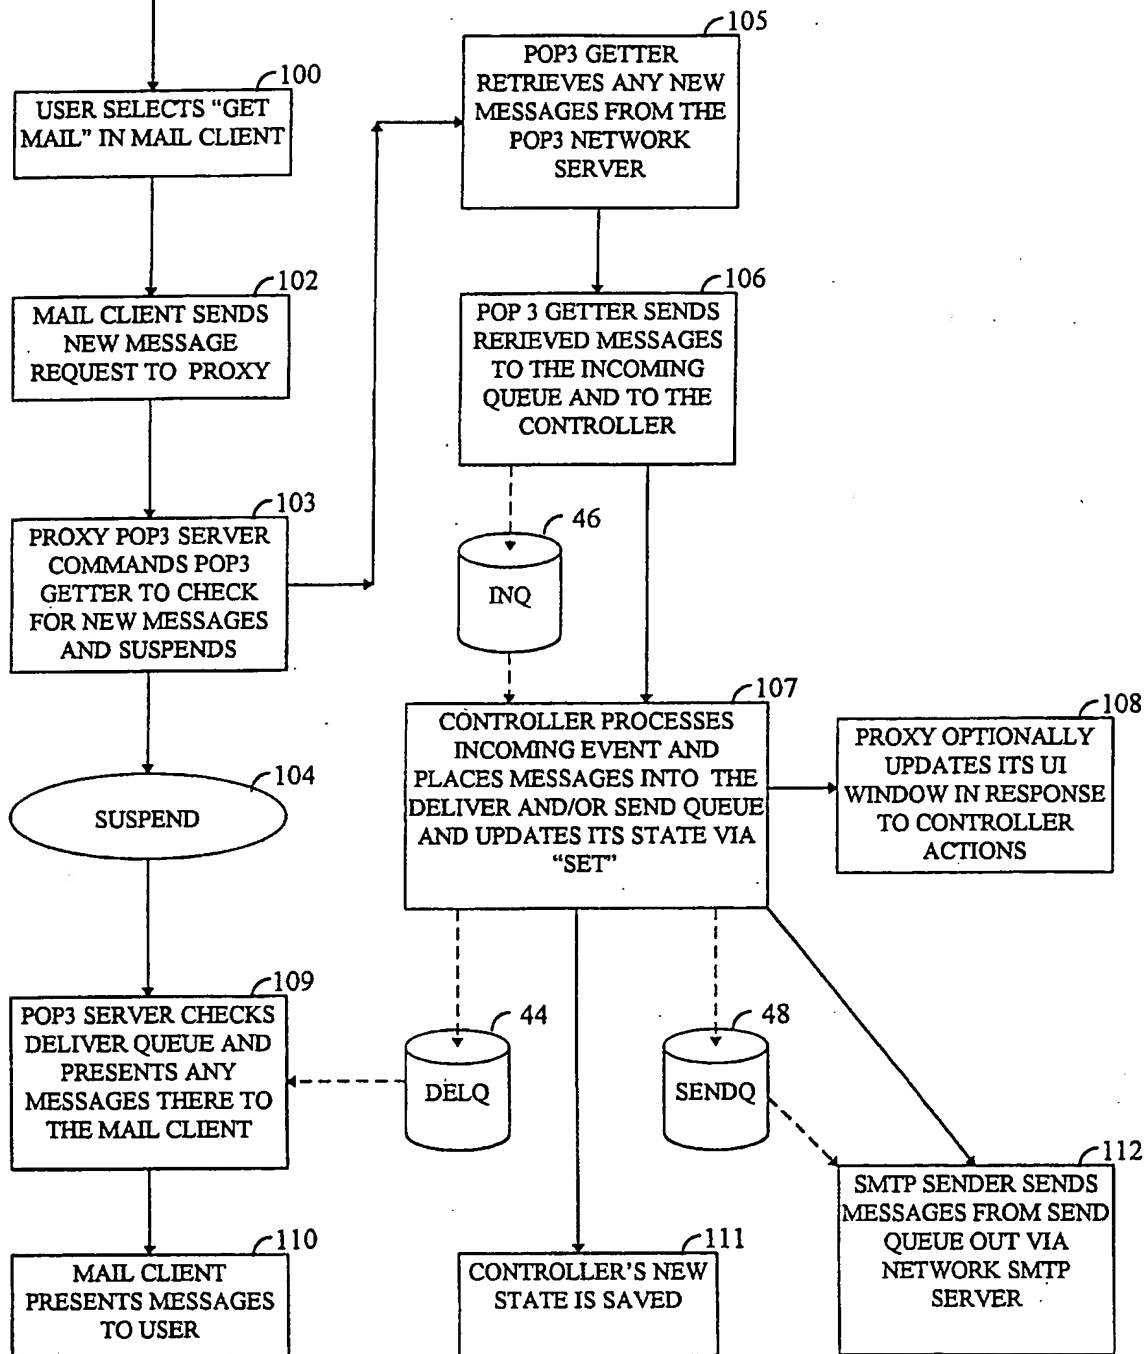 100
USER SELECTS “GET
MAIL” IN MAIL CLIENT
102
MAIL CLIENT SENDS
NEW MESSAGE
REQUEST TO PROXY
103
PROXY POP3 SERVER
COMMANDS POP3
GETTER TO CHECK
FOR NEW MESSAGES
AND SUSPENDS
104
SUSPEND
105
POP3 GETTER
RETRIEVES ANY NEW
MESSAGES FROM THE
POP3 NETWORK
SERVER
106
POP 3 GETTER SENDS
RERIEVED MESSAGES
TO THE INCOMING
QUEUE AND TO THE
CONTROLLER
46
INQ
107
CONTROLLER PROCESSES
INCOMING EVENT AND
PLACES MESSAGES INTO THE
DELIVER AND/OR SEND QUEUE
AND UPDATES ITS STATE VIA
“SET”
108
PROXY OPTIONALLY
UPDATES ITS UI
WINDOW IN RESPONSE
TO CONTROLLER
ACTIONS
109
POP3 SERVER CHECKS
DELIVER QUEUE AND
PRESENTS ANY
MESSAGES THERE TO
THE MAIL CLIENT
44
DELQ
48
SENDQ
110
MAIL CLIENT
PRESENTS MESSAGES
TO USER
111
CONTROLLER’S NEW
STATE IS SAVED
112
SMTP SENDER SENDS
MESSAGES FROM SEND
QUEUE OUT VIA
NETWORK SMTP
SERVER